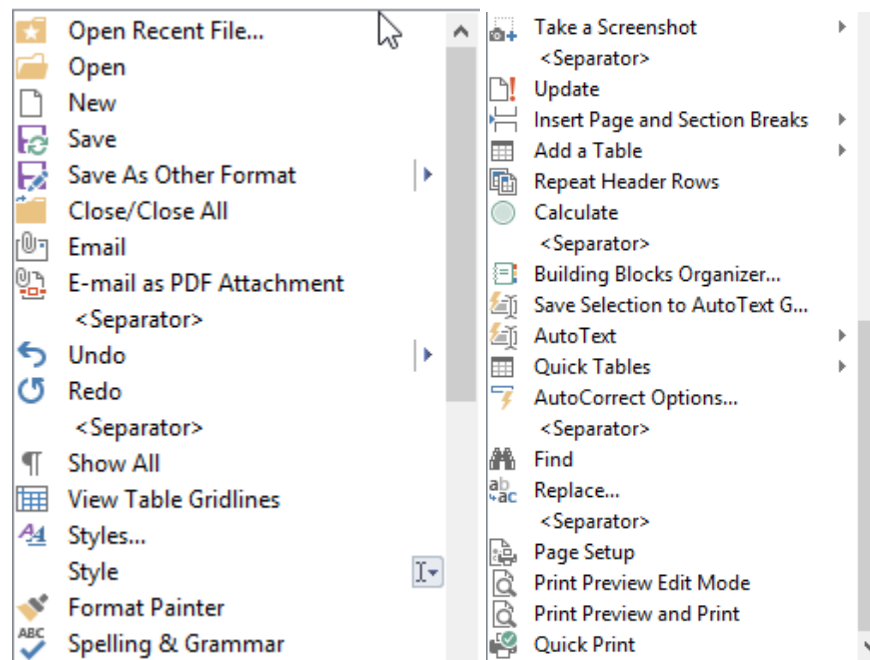 Open Recent File...
Open
New
Save
Save As Other Format
Close/Close All
Email
E-mail as PDF Attachment
<Separator>
Undo
Redo
<Separator>
Show All
View Table Gridlines
Styles...
Style
Format Painter
ABC
Spelling & Grammar
Take a Screenshot
<Separator>
Update
Insert Page and Section Breaks
Add a Table
Repeat Header Rows
Calculate
<Separator>
Building Blocks Organizer...
Save Selection to AutoText G...
AutoText
Quick Tables
AutoCorrect Options...
<Separator>
Find
ab
ac
Replace...
<Separator>
Page Setup
Print Preview Edit Mode
Print Preview and Print
Quick Print